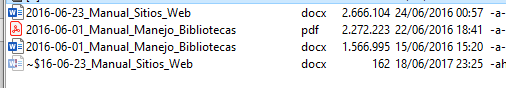 2016-06-23_Manual_Sitios_Web docx 2.666.104 24/06/2016 00:57 -a-
2016-06-01_Manual_Manejo_Bibliotecas pdf 2.272.223 22/06/2016 18:41 -a-
2016-06-01_Manual_Manejo_Bibliotecas docx 1.566.995 15/06/2016 15:20 -a-
~$16-06-23_Manual_Sitios_Web docx 162 18/06/2017 23:25 -ah